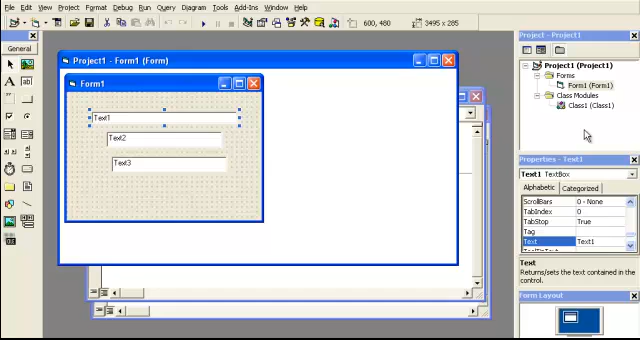 File Edit View Project Format Debug Run Query Diagram Tools Add-Ins Window Help
600, 480 3495 x 285
General
Project1 - Form1 (Form)
Form1
Text1
Text2
Text3
Project - Project1
Project1 (Project1)
Forms
Form1 (Form1)
Class Modules
Class1 (Class1)
Properties - Text1
Text1 TextBox
Alphabetic Categorized
ScrollBars 0 - None
TabIndex 0
TabStop True
Tag
Text Text1
ToolTipText
Text
Returns/sets the text contained in the
control.
Form Layout